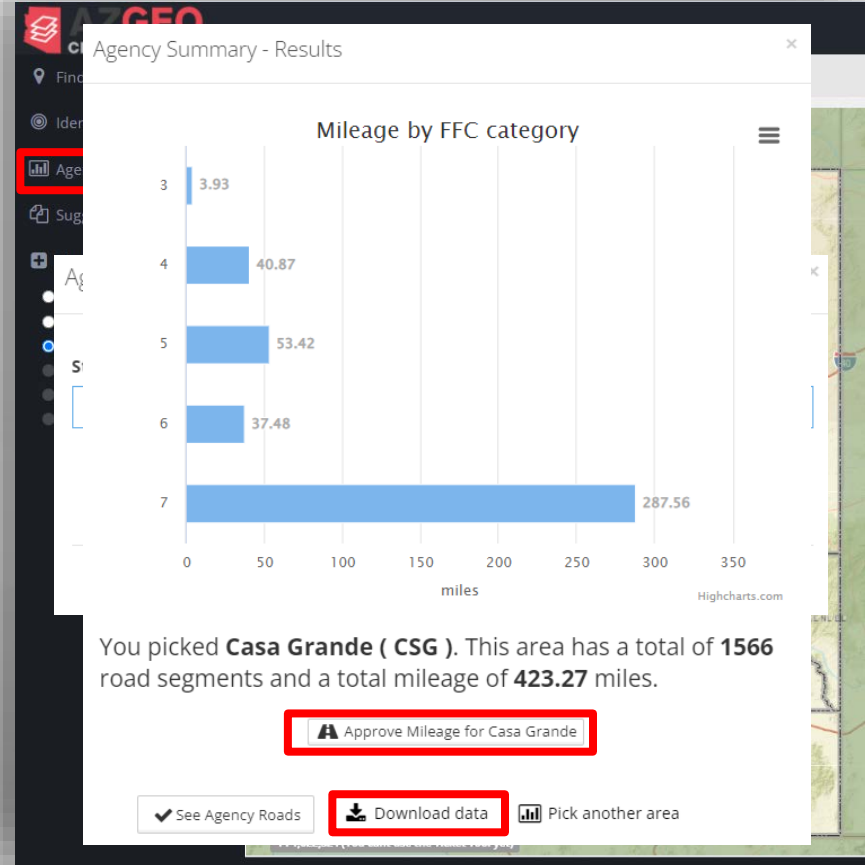 AZGEO
Agency Summary - Results
×
Mileage by FFC category
3
3.93
4
40.87
5
53.42
6
37.48
7
287.56
0 50 100 150 200 250 300 350
miles
Highcharts.com
You picked Casa Grande ( CSG ). This area has a total of 1566
road segments and a total mileage of 423.27 miles.
Approve Mileage for Casa Grande
See Agency Roads
Download data
Pick another area